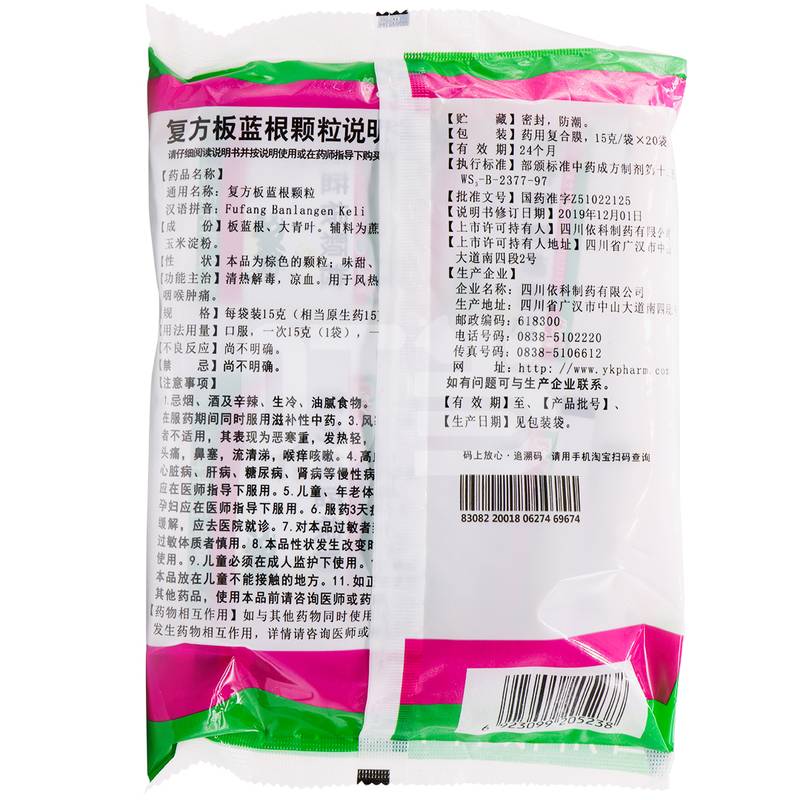 复方板蓝根颗粒说明
请仔细阅读说明书并按说明使用或在药师指导下购买
【药品名称】
通用名称：复方板蓝根颗粒
汉语拼音：Fufang Banlangen Keli
【成 份】板蓝根、大青叶。辅料为蔗
玉米淀粉。
【性 状】本品为棕色的颗粒；味甜、
【功能主治】清热解毒，凉血。用于风热
咽喉肿痛。
【规 格】每袋装15克（相当原生药15
【用法用量】口服，一次15克（1袋），一
【不良反应】尚不明确。
【禁 忌】尚不明确。
【注意事项】
1.忌烟、酒及辛辣、生冷、油腻食物。
在服药期间同时服用滋补性中药。3.风
者不适用，其表现为恶寒重，发热轻，
头痛，鼻塞，流清涕，喉痒咳嗽。4.高
心脏病、肝病、糖尿病、肾病等慢性病
应在医师指导下服用。5.儿童、年老体
孕妇应在医师指导下服用。6.服药3天
缓解，应去医院就诊。7.对本品过敏者
过敏体质者慎用。8.本品性状发生改变时
使用。9.儿童必须在成人监护下使用。
本品放在儿童不能接触的地方。11.如正
其他药品，使用本品前请咨询医师或药
【药物相互作用】如与其他药物同时使用
发生药物相互作用，详情请咨询医师或
【贮 藏】密封，防潮。
【包 装】药用复合膜，15克/袋×20袋
【有 效 期】24个月
【执行标准】部颁标准中药成方制剂第十
WS₃-B-2377-97
【批准文号】国药准字Z51022125
【说明书修订日期】2019年12月01日
【上市许可持有人】四川依科制药有限公
【上市许可持有人地址】四川省广汉市中山
大道南四段2号
【生产企业】
企业名称：四川依科制药有限公司
生产地址：四川省广汉市中山大道南四段
邮政编码：618300
电话号码：0838-5102220
传真号码：0838-5106612
网 址：http://www.ykpharm.com
如有问题可与生产企业联系。
【有 效 期】至、【产品批号】、
【生产日期】见包装袋。
码上放心·追溯码 请用手机淘宝扫码查询
83082 20018 06274 69674
6 923099 205238